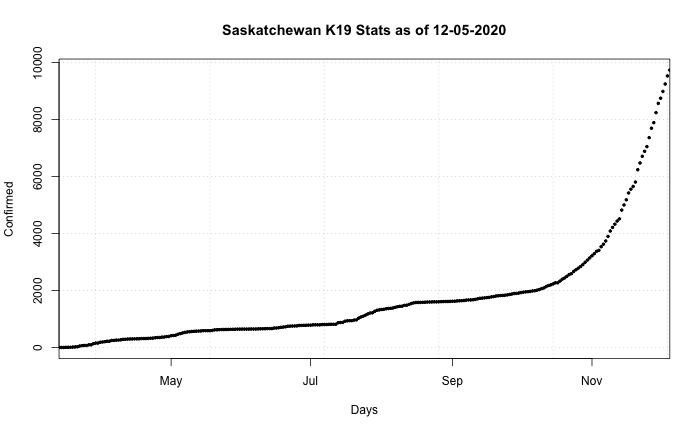 Saskatchewan K19 Stats as of 12-05-2020
10000
8000
6000
4000
2000
0
Confirmed
May Jul Sep Nov
Days